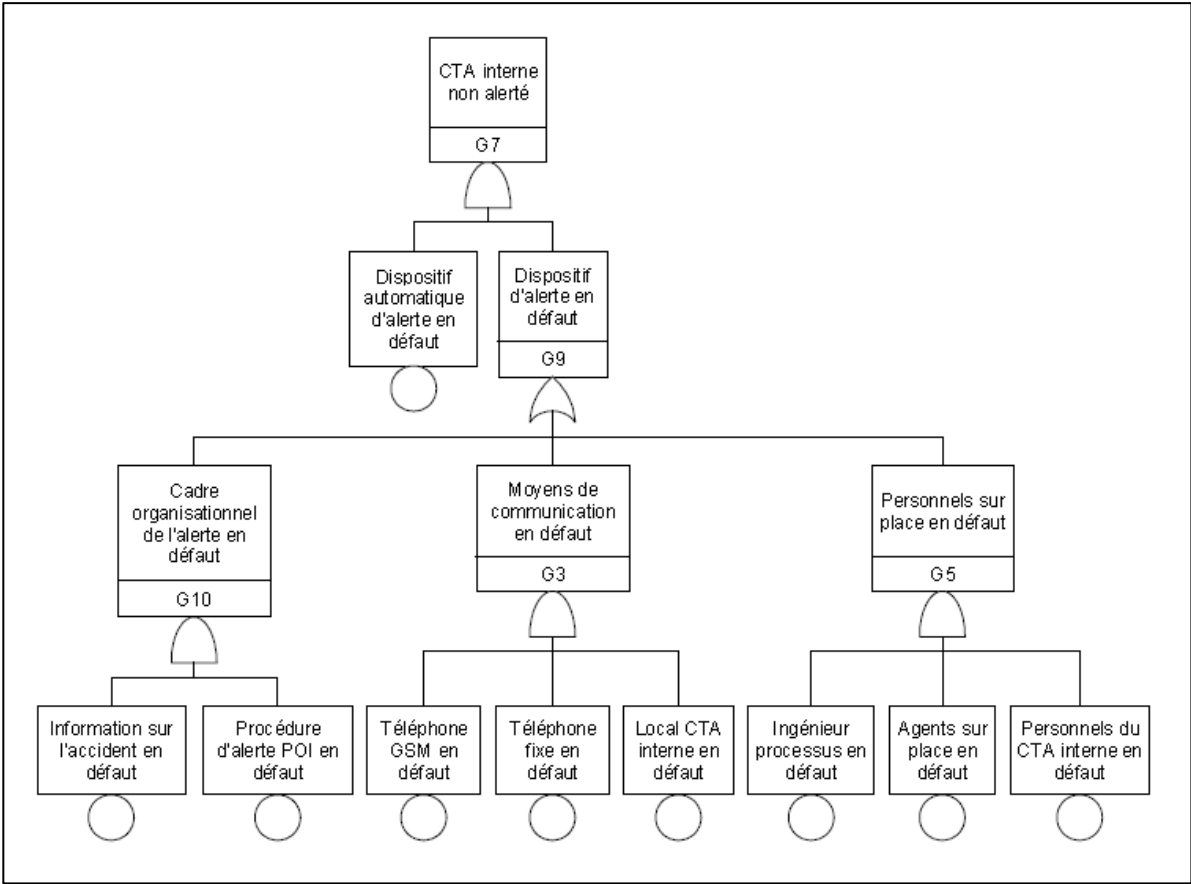 CTA interne
non alerté
G7
Dispositif
automatique
d'alerte en
défaut
Dispositif
d'alerte en
défaut
G9
Cadre
organisationnel
de l'alerte en
défaut
G10
Moyens de
communication
en défaut
G3
Personnels sur
place en défaut
G5
Information sur
l'accident en
défaut
Procédure
d'alerte POI en
défaut
Téléphone
GSM en
défaut
Téléphone
fixe en
défaut
Local CTA
interne en
défaut
Ingénieur
processus en
défaut
Agents sur
place en
défaut
Personnels du
CTA interne en
défaut